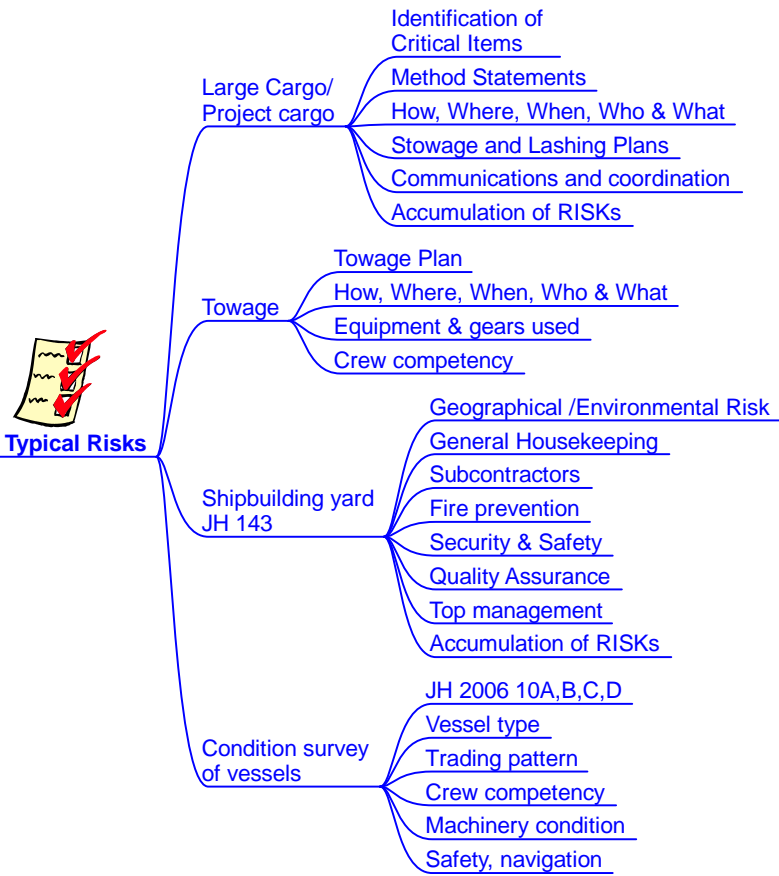 Typical Risks
Large Cargo/
Project cargo
Identification of
Critical Items
Method Statements
How, Where, When, Who & What
Stowage and Lashing Plans
Communications and coordination
Accumulation of RISKs
Towage
Towage Plan
How, Where, When, Who & What
Equipment & gears used
Crew competency
Shipbuilding yard
JH 143
Geographical /Environmental Risk
General Housekeeping
Subcontractors
Fire prevention
Security & Safety
Quality Assurance
Top management
Accumulation of RISKs
Condition survey
of vessels
JH 2006 10A,B,C,D
Vessel type
Trading pattern
Crew competency
Machinery condition
Safety, navigation